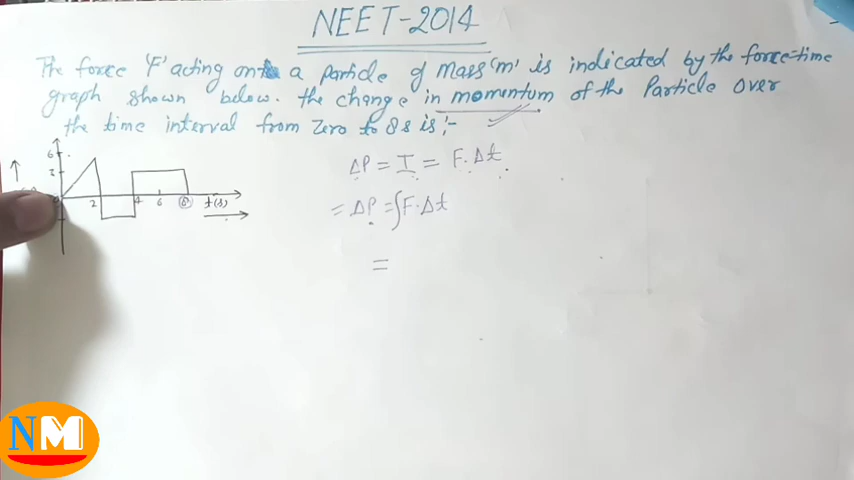 NEET-2014
The force 'F' acting on a particle of Mass 'm' is indicated by the force-time
graph shown below. the change in momentum of the Particle over
the time interval from Zero to 8s is :-
ΔP = I = F.Δt
= ΔP = ∫F.Δt
=
6
2
2 4 6 8 t(s)
NM